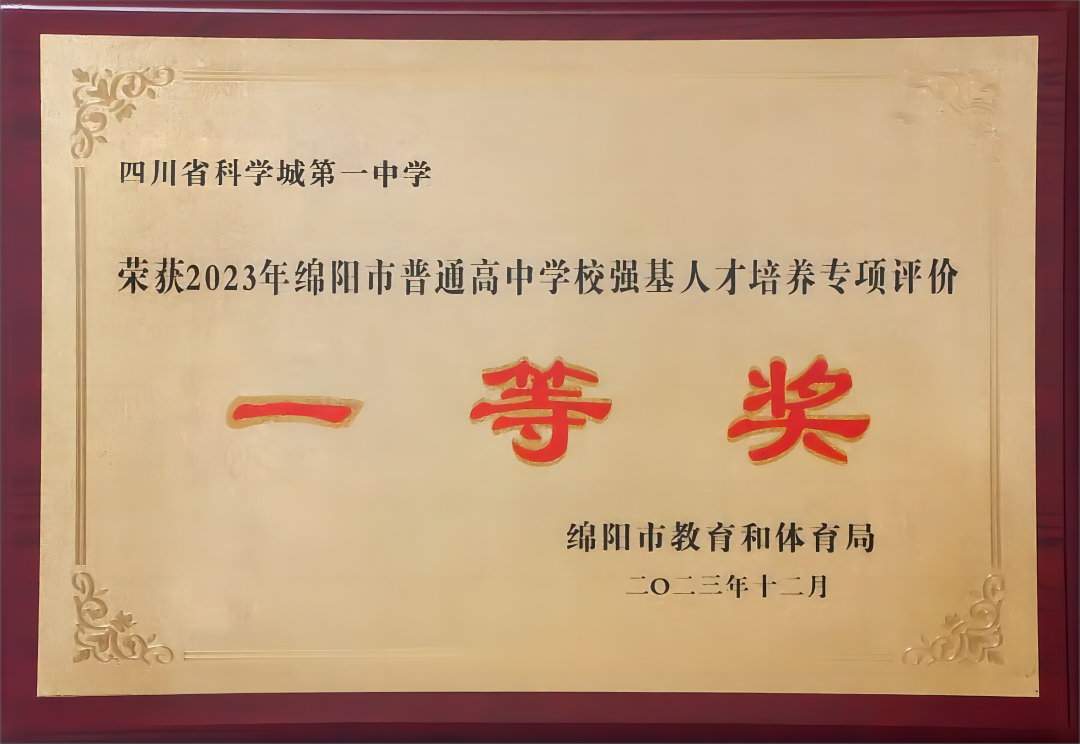 四川省科学城第一中学
荣获2023年绵阳市普通高中学校强基人才培养专项评价
一等奖
绵阳市教育和体育局
二〇二三年十二月